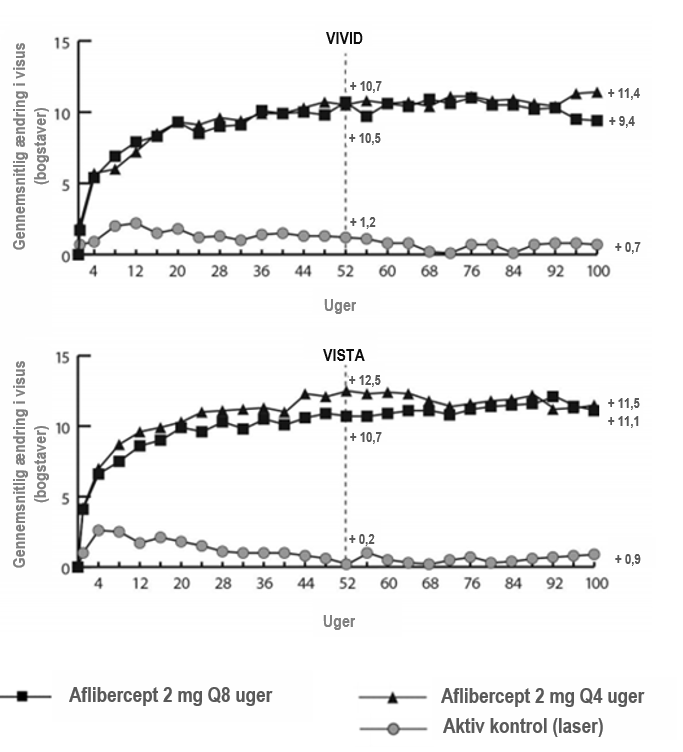 VIVID
Gennemsnitlig ændring i visus
(bogstaver)
15
10
5
0
+ 10,7
+ 10,5
+ 1,2
+ 11,4
+ 9,4
+ 0,7
4 12 20 28 36 44 52 60 68 76 84 92 100
Uger
VISTA
Gennemsnitlig ændring i visus
(bogstaver)
15
10
5
0
+ 12,5
+ 10,7
+ 0,2
+ 11,5
+ 11,1
+ 0,9
4 12 20 28 36 44 52 60 68 76 84 92 100
Uger
Aflibercept 2 mg Q8 uger
Aflibercept 2 mg Q4 uger
Aktiv kontrol (laser)